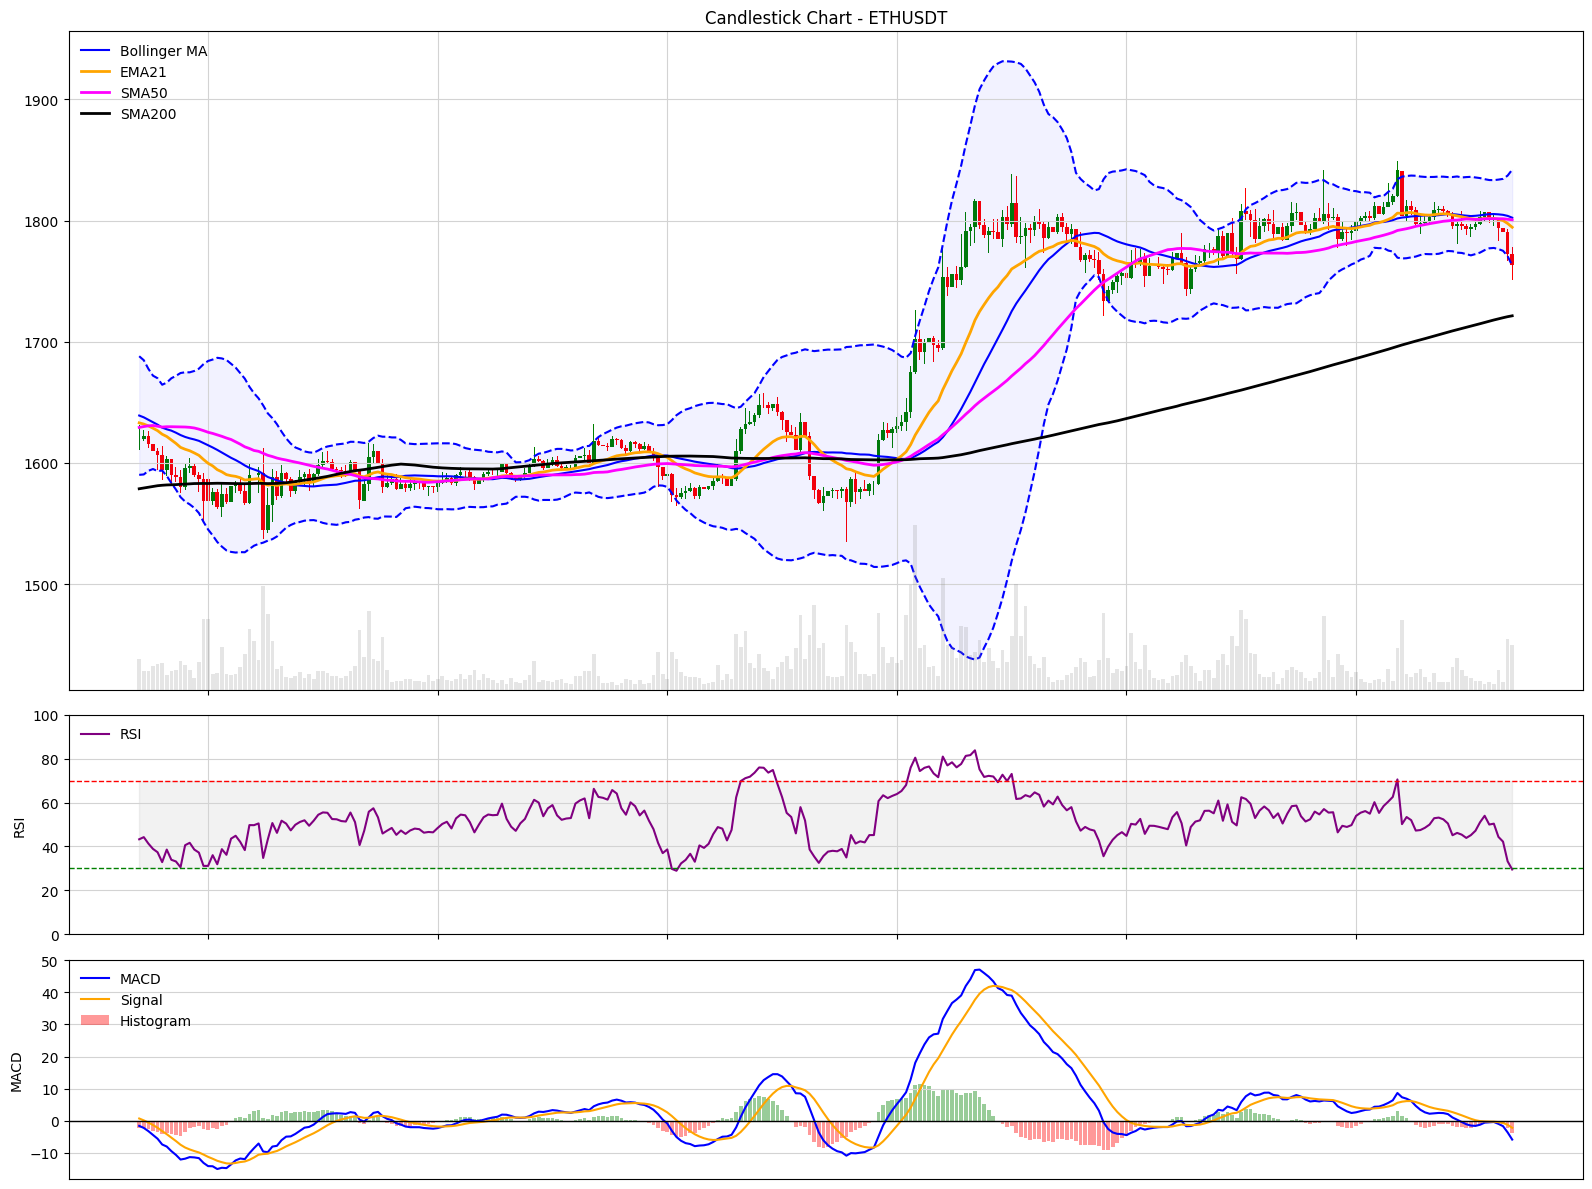 Candlestick Chart - ETHUSDT
Bollinger MA
EMA21
SMA50
SMA200
1900
1800
1700
1600
1500
100
80
60
40
20
0
RSI
RSI
50
40
30
20
10
0
−10
MACD
MACD
Signal
Histogram